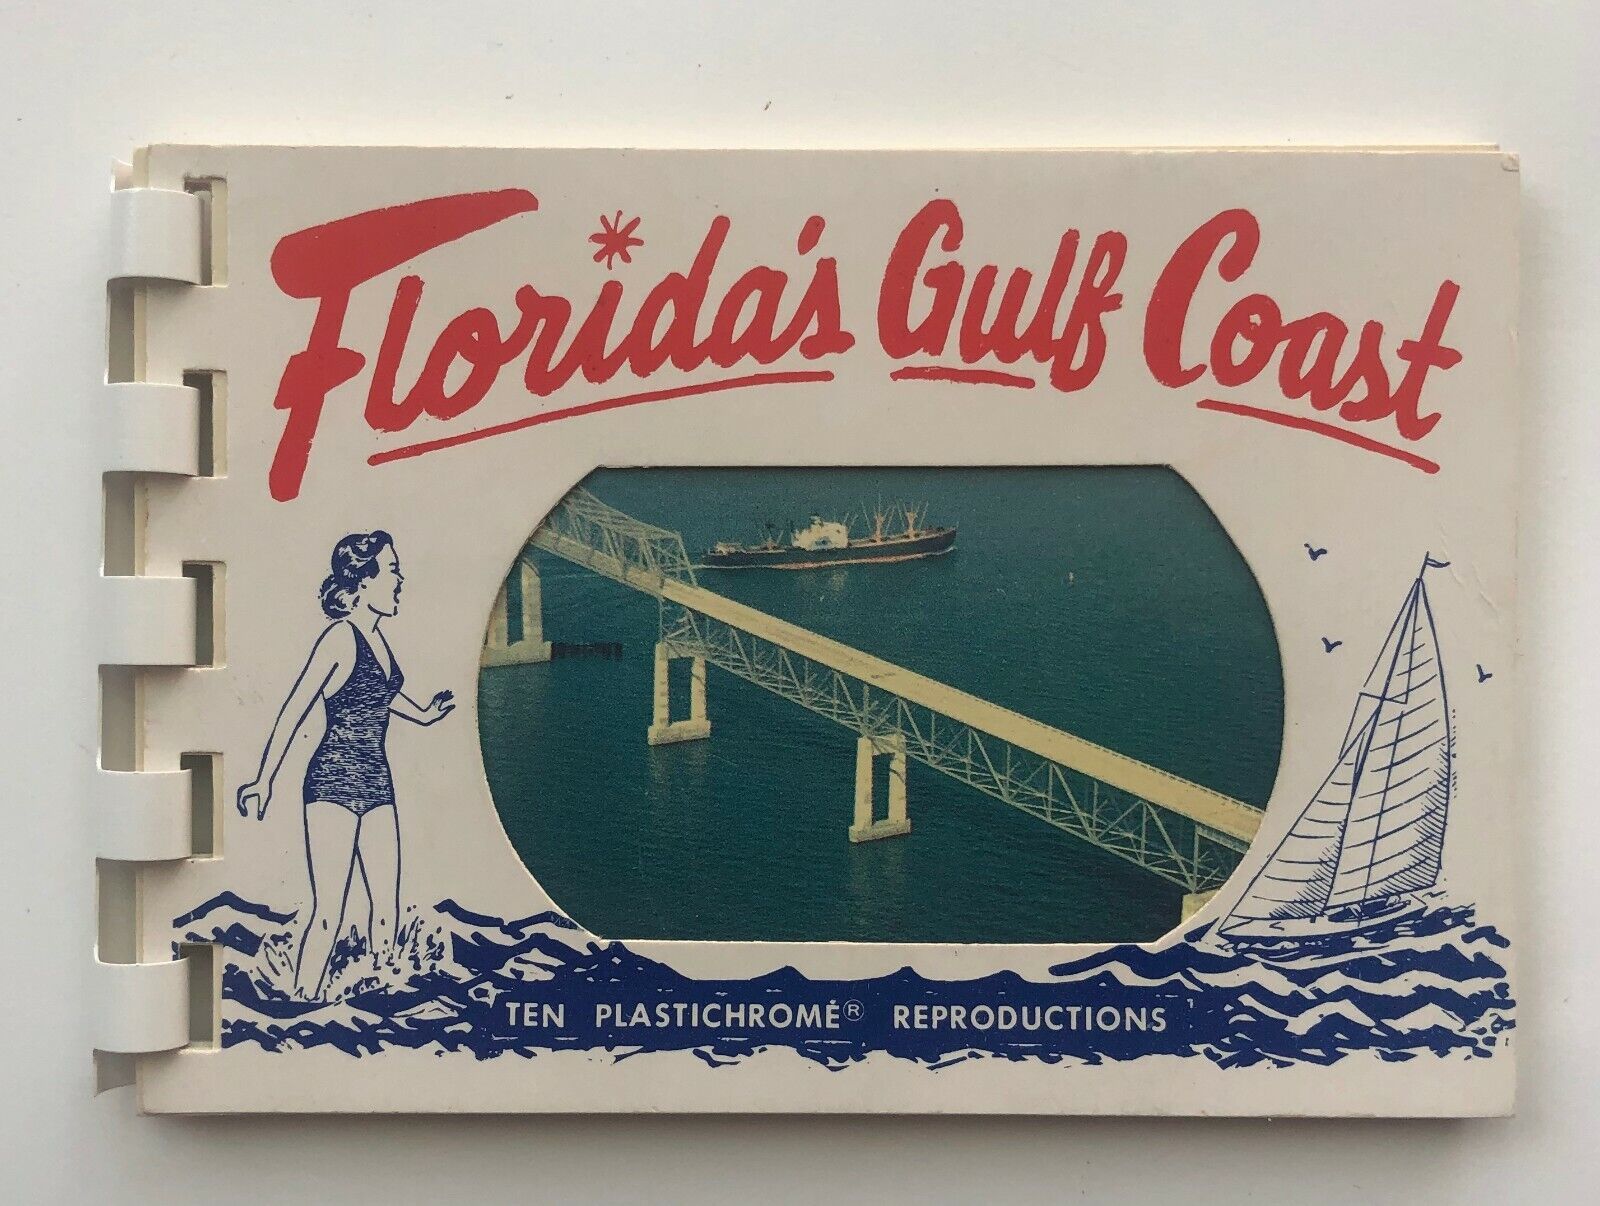 Florida's Gulf Coast
TEN PLASTICHROME® REPRODUCTIONS